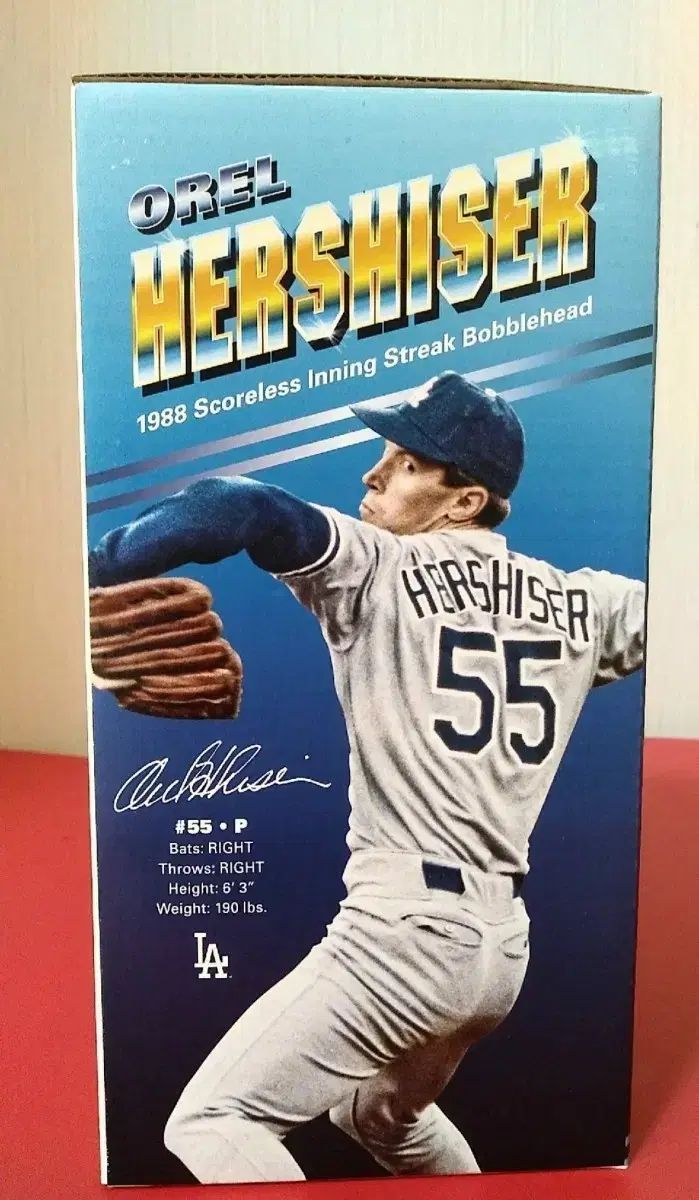 OREL
HERSHISER
1988 Scoreless Inning Streak Bobblehead
HERSHISER
55
#55 • P
Bats: RIGHT
Throws: RIGHT
Height: 6' 3"
Weight: 190 lbs.
LA